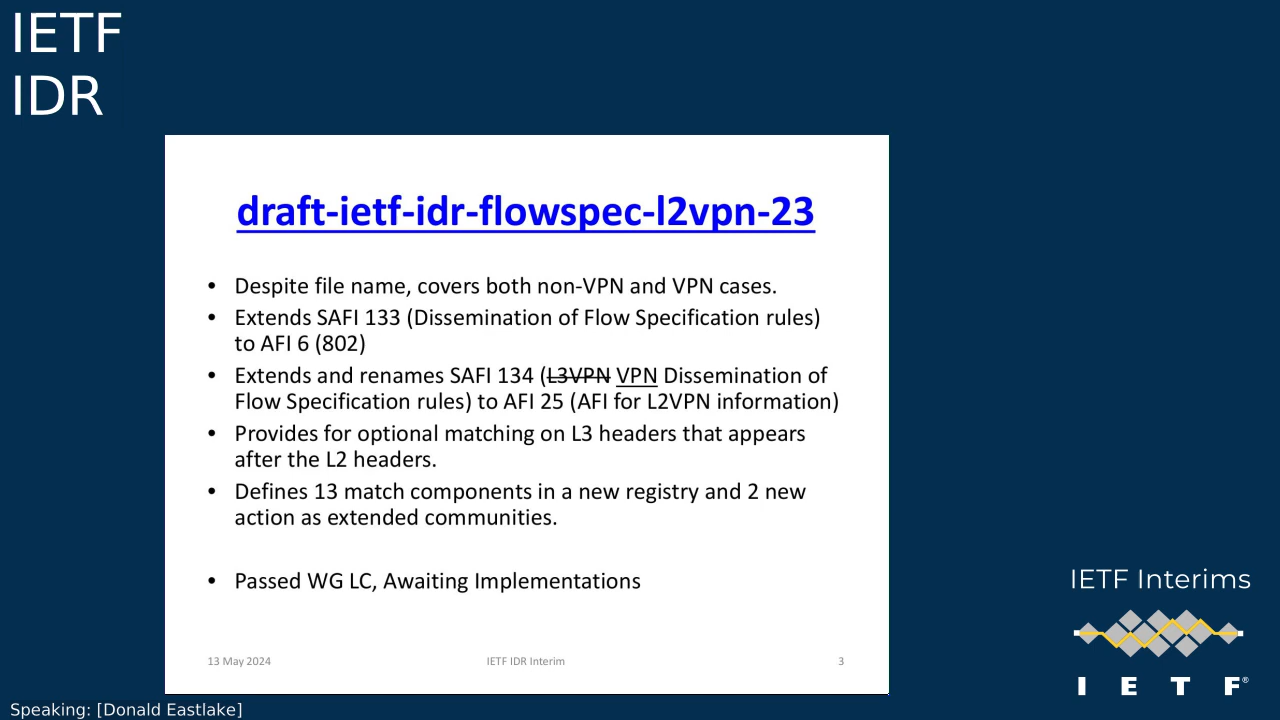 IETF
IDR
draft-ietf-idr-flowspec-l2vpn-23
• Despite file name, covers both non-VPN and VPN cases.
• Extends SAFI 133 (Dissemination of Flow Specification rules)
to AFI 6 (802)
• Extends and renames SAFI 134 (L3VPN VPN Dissemination of
Flow Specification rules) to AFI 25 (AFI for L2VPN information)
• Provides for optional matching on L3 headers that appears
after the L2 headers.
• Defines 13 match components in a new registry and 2 new
action as extended communities.
• Passed WG LC, Awaiting Implementations
13 May 2024
IETF IDR Interim
3
IETF Interims
I E T F®
Speaking: [Donald Eastlake]